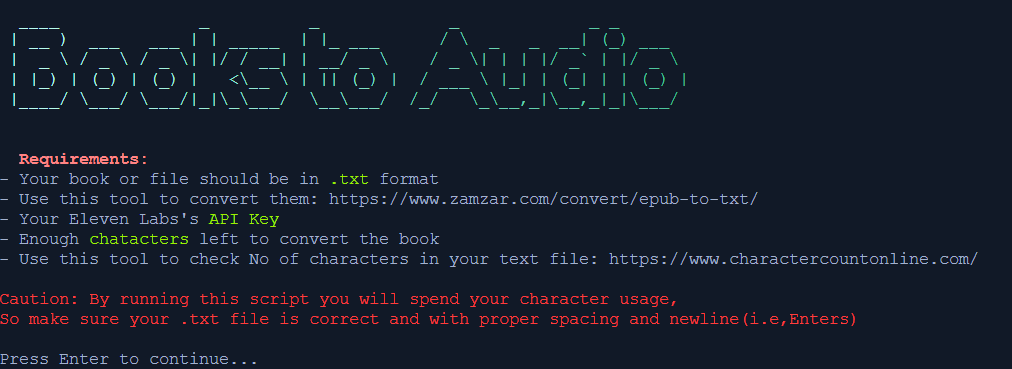 Books to Audio
Requirements:
- Your book or file should be in .txt format
- Use this tool to convert them: https://www.zamzar.com/convert/epub-to-txt/
- Your Eleven Labs's API Key
- Enough chatacters left to convert the book
- Use this tool to check No of characters in your text file: https://www.charactercountonline.com/
Caution: By running this script you will spend your character usage,
So make sure your .txt file is correct and with proper spacing and newline(i.e,Enters)
Press Enter to continue...